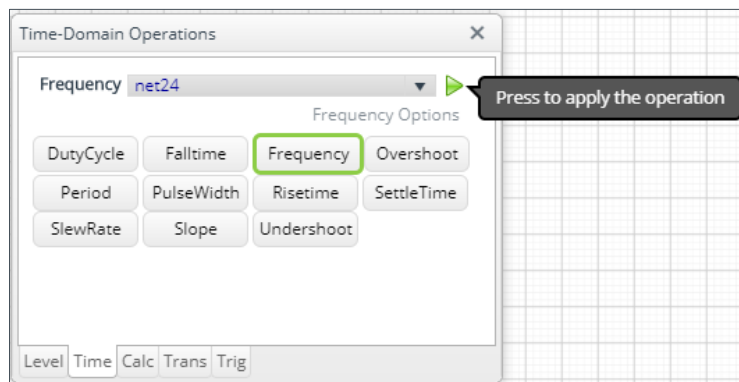 Time-Domain Operations
Frequency net24
Press to apply the operation
Frequency Options
DutyCycle Falltime Frequency Overshoot
Period PulseWidth Risetime SettleTime
SlewRate Slope Undershoot
Level Time Calc Trans Trig